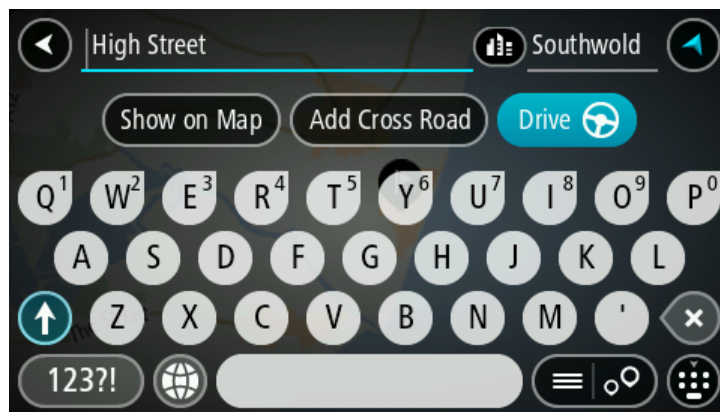 High Street Southwold
Show on Map Add Cross Road Drive
Q1 W2 E3 R4 T5 Y6 U7 I8 O9 P0
A S D F G H J K L
Z X C V B N M '
123?!